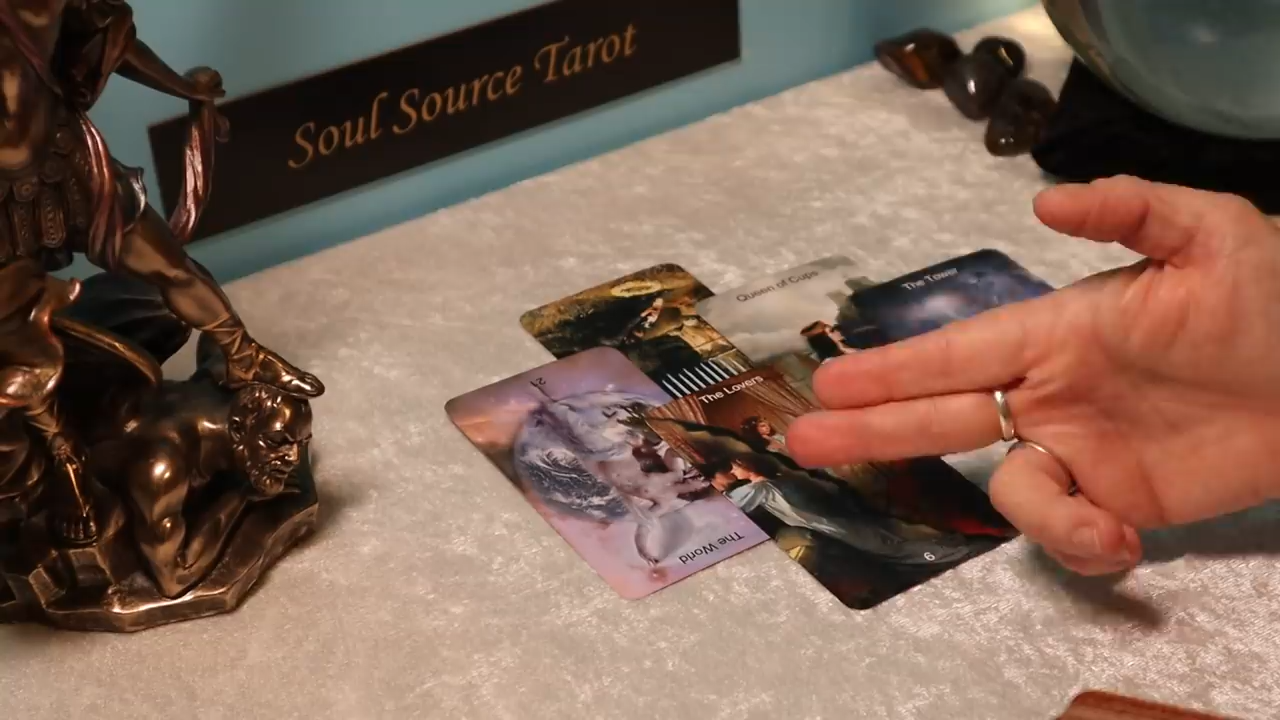 Soul Source Tarot
Queen of Cups
The Tower
The Lovers
21
The World
6